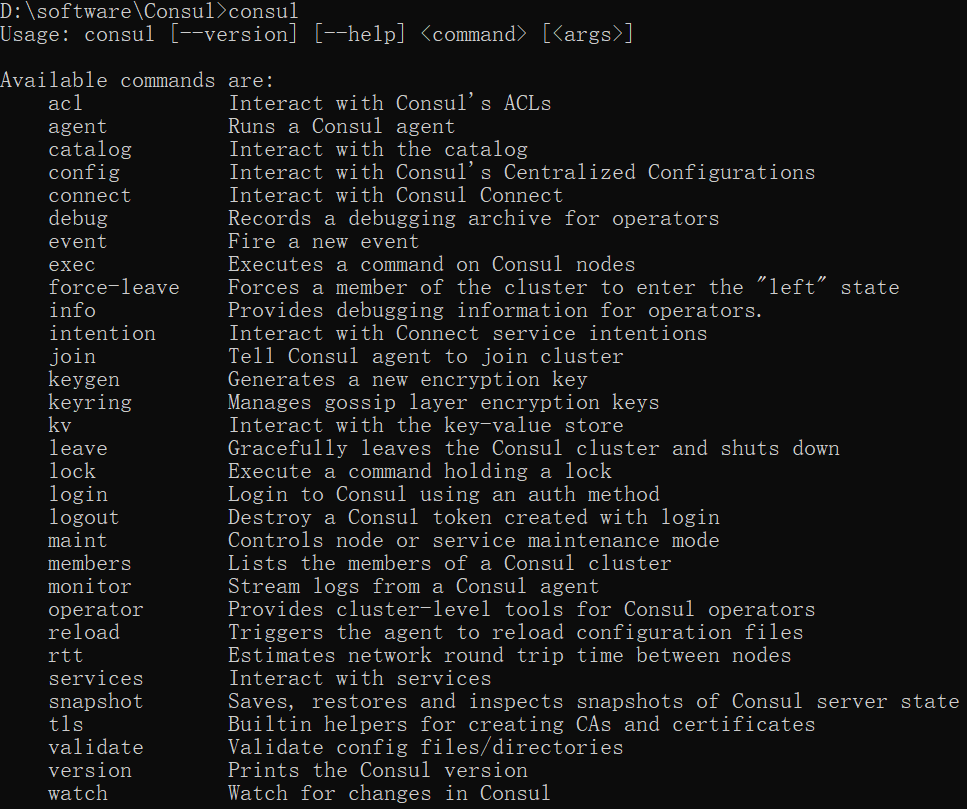 D:\software\Consul>consul
Usage: consul [--version] [--help] <command> [<args>]
Available commands are:
acl Interact with Consul's ACLs
agent Runs a Consul agent
catalog Interact with the catalog
config Interact with Consul's Centralized Configurations
connect Interact with Consul Connect
debug Records a debugging archive for operators
event Fire a new event
exec Executes a command on Consul nodes
force-leave Forces a member of the cluster to enter the "left" state
info Provides debugging information for operators.
intention Interact with Connect service intentions
join Tell Consul agent to join cluster
keygen Generates a new encryption key
keyring Manages gossip layer encryption keys
kv Interact with the key-value store
leave Gracefully leaves the Consul cluster and shuts down
lock Execute a command holding a lock
login Login to Consul using an auth method
logout Destroy a Consul token created with login
maint Controls node or service maintenance mode
members Lists the members of a Consul cluster
monitor Stream logs from a Consul agent
operator Provides cluster-level tools for Consul operators
reload Triggers the agent to reload configuration files
rtt Estimates network round trip time between nodes
services Interact with services
snapshot Saves, restores and inspects snapshots of Consul server state
tls Builtin helpers for creating CAs and certificates
validate Validate config files/directories
version Prints the Consul version
watch Watch for changes in Consul